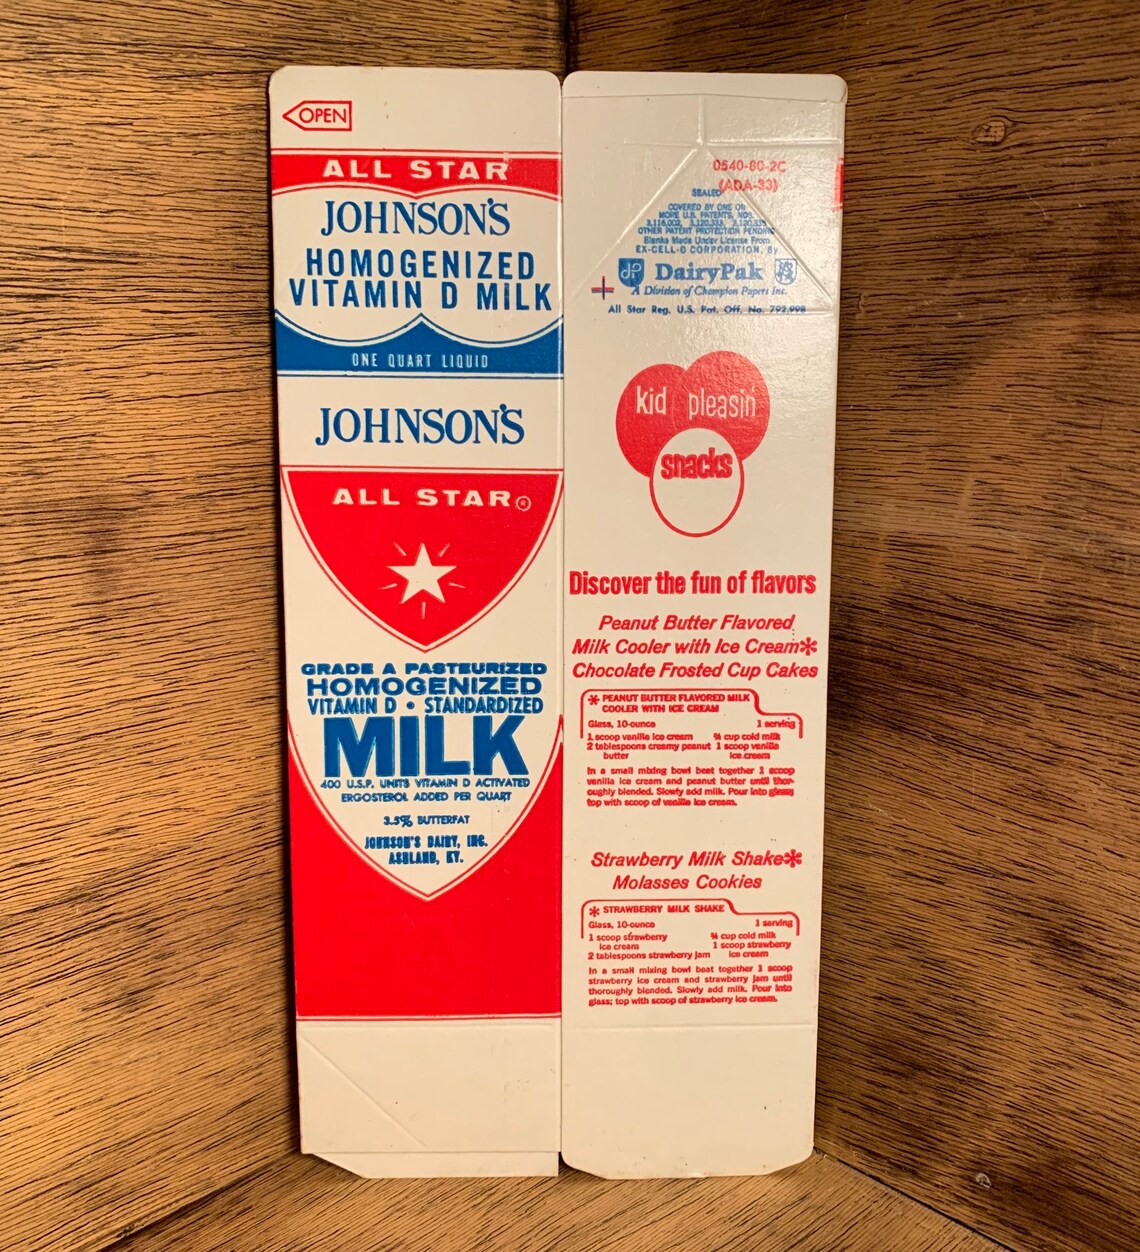 OPEN
ALL STAR
JOHNSON'S
HOMOGENIZED
VITAMIN D MILK
ONE QUART LIQUID
JOHNSON'S
ALL STAR®
GRADE A PASTEURIZED
HOMOGENIZED
VITAMIN D • STANDARDIZED
MILK
400 U.S.P. UNITS VITAMIN D ACTIVATED
ERGOSTEROL ADDED PER QUART
3.5% BUTTERFAT
JOHNSON'S DAIRY, INC.
ASHLAND, KY.
0540-80-2C
(ADA-33)
SEALED
COVERED BY ONE OR
MORE U.S. PATENTS, NOS.
3,116,002, 3,120,333, 3,120,335
OTHER PATENT PROTECTION PENDING
Blanks Made Under License From
EX-CELL-O CORPORATION, By
DairyPak
A Division of Champion Papers Inc.
All Star Reg. U.S. Pat. Off. No. 792,998
kid pleasin'
snacks
Discover the fun of flavors
Peanut Butter Flavored
Milk Cooler with Ice Cream*
Chocolate Frosted Cup Cakes
* PEANUT BUTTER FLAVORED MILK
COOLER WITH ICE CREAM
Glass, 10-ounce 1 serving
1 scoop vanilla ice cream ¾ cup cold milk
2 tablespoons creamy peanut 1 scoop vanilla
butter ice cream
In a small mixing bowl beat together 1 scoop
vanilla ice cream and peanut butter until thor-
oughly blended. Slowly add milk. Pour into glass;
top with scoop of vanilla ice cream.
Strawberry Milk Shake*
Molasses Cookies
* STRAWBERRY MILK SHAKE
Glass, 10-ounce 1 serving
1 scoop strawberry ¾ cup cold milk
ice cream 1 scoop strawberry
2 tablespoons strawberry jam ice cream
In a small mixing bowl beat together 1 scoop
strawberry ice cream and strawberry jam until
thoroughly blended. Slowly add milk. Pour into
glass; top with scoop of strawberry ice cream.